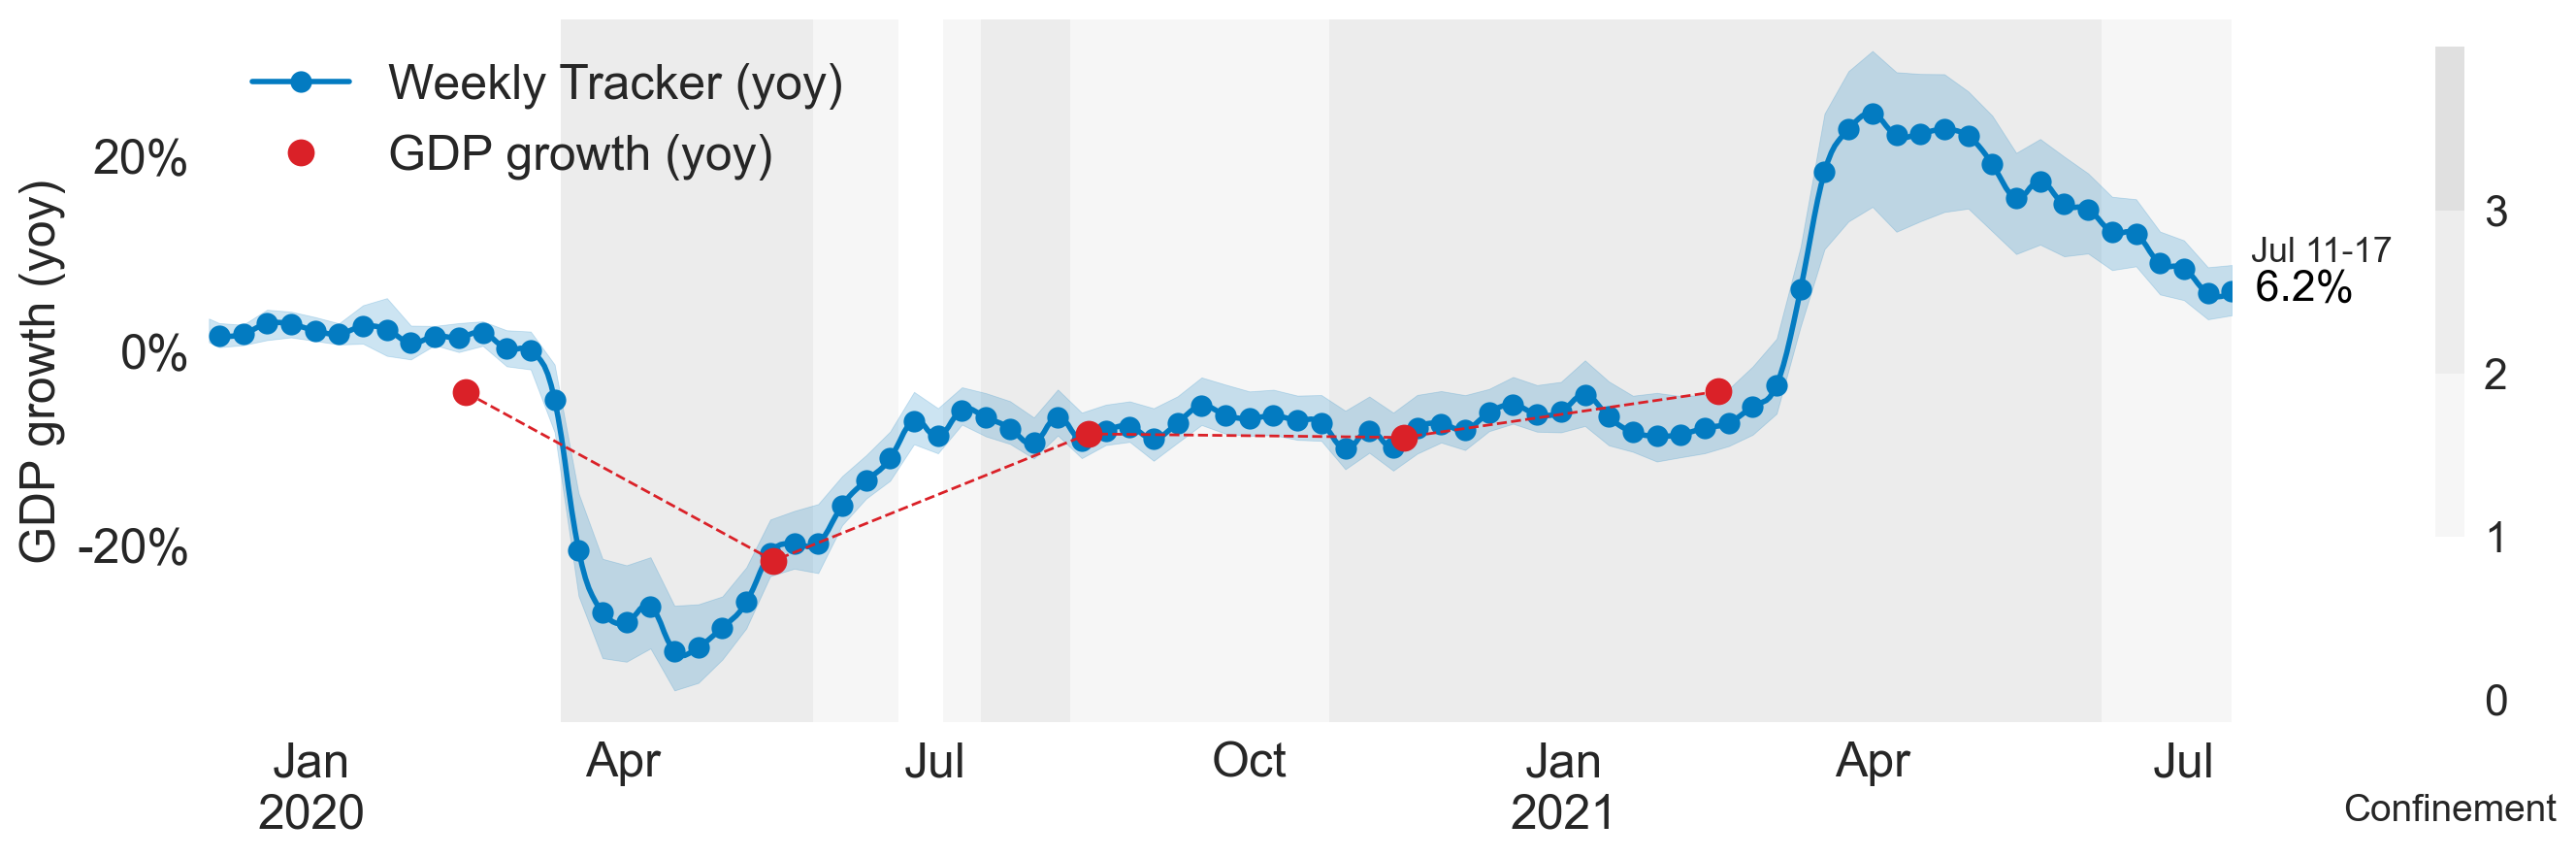 Weekly Tracker (yoy)
GDP growth (yoy)
GDP growth (yoy)
20%
0%
-20%
Jan
2020
Apr
Jul
Oct
Jan
2021
Apr
Jul
Jul 11-17
6.2%
3
2
1
0
Confinement